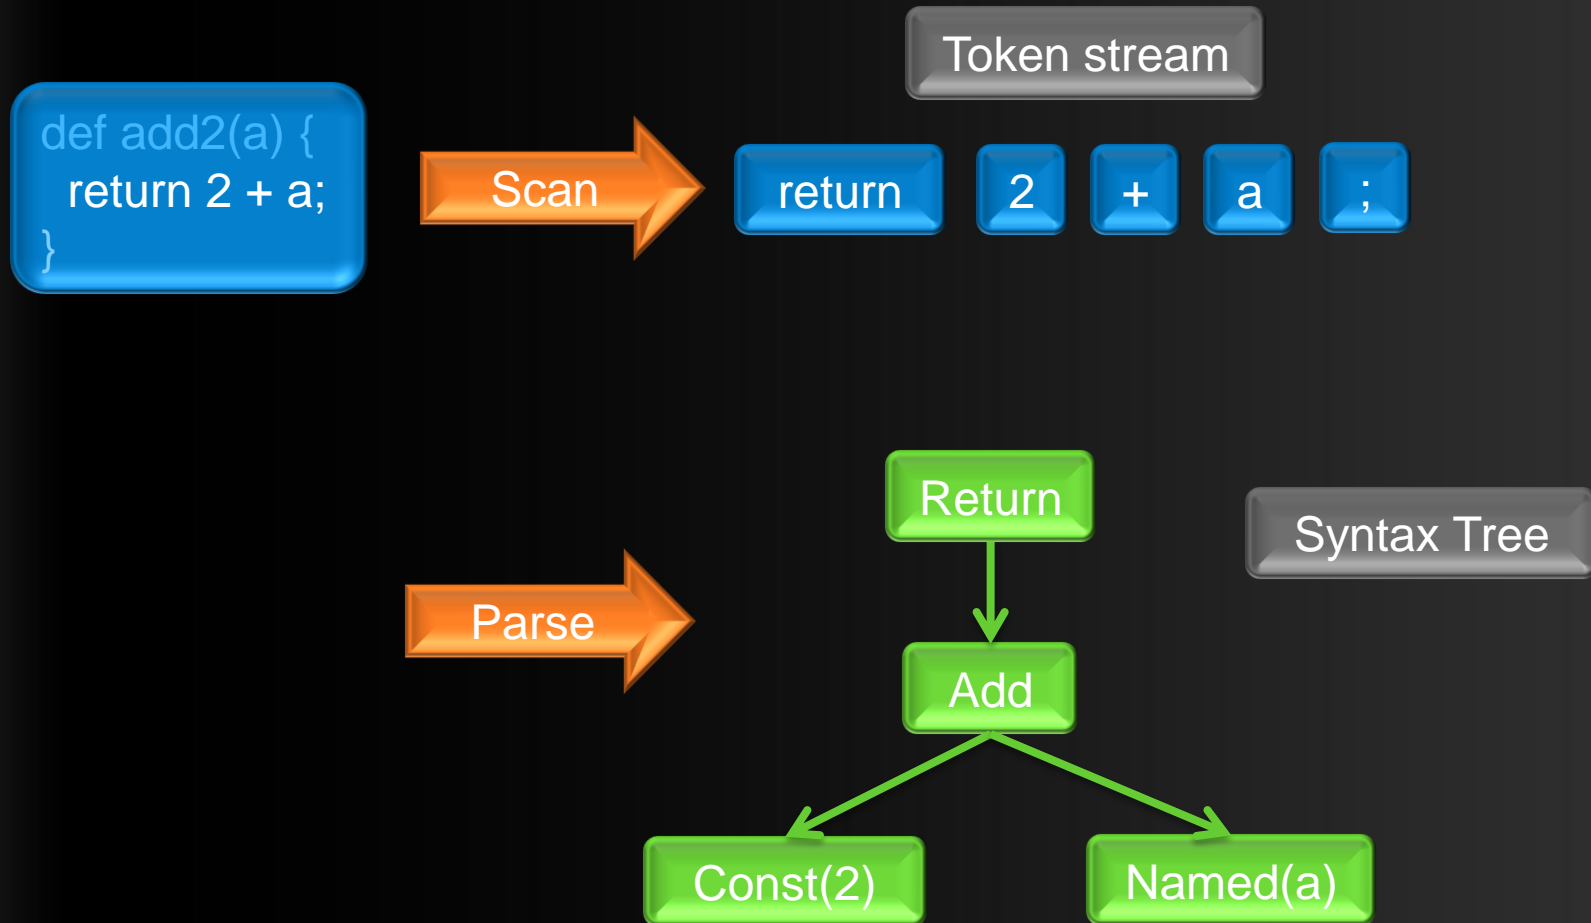 Token stream
def add2(a) {
return 2 + a;
}
Scan
return 2 + a ;
Return
Syntax Tree
Parse
Add
Const(2) Named(a)